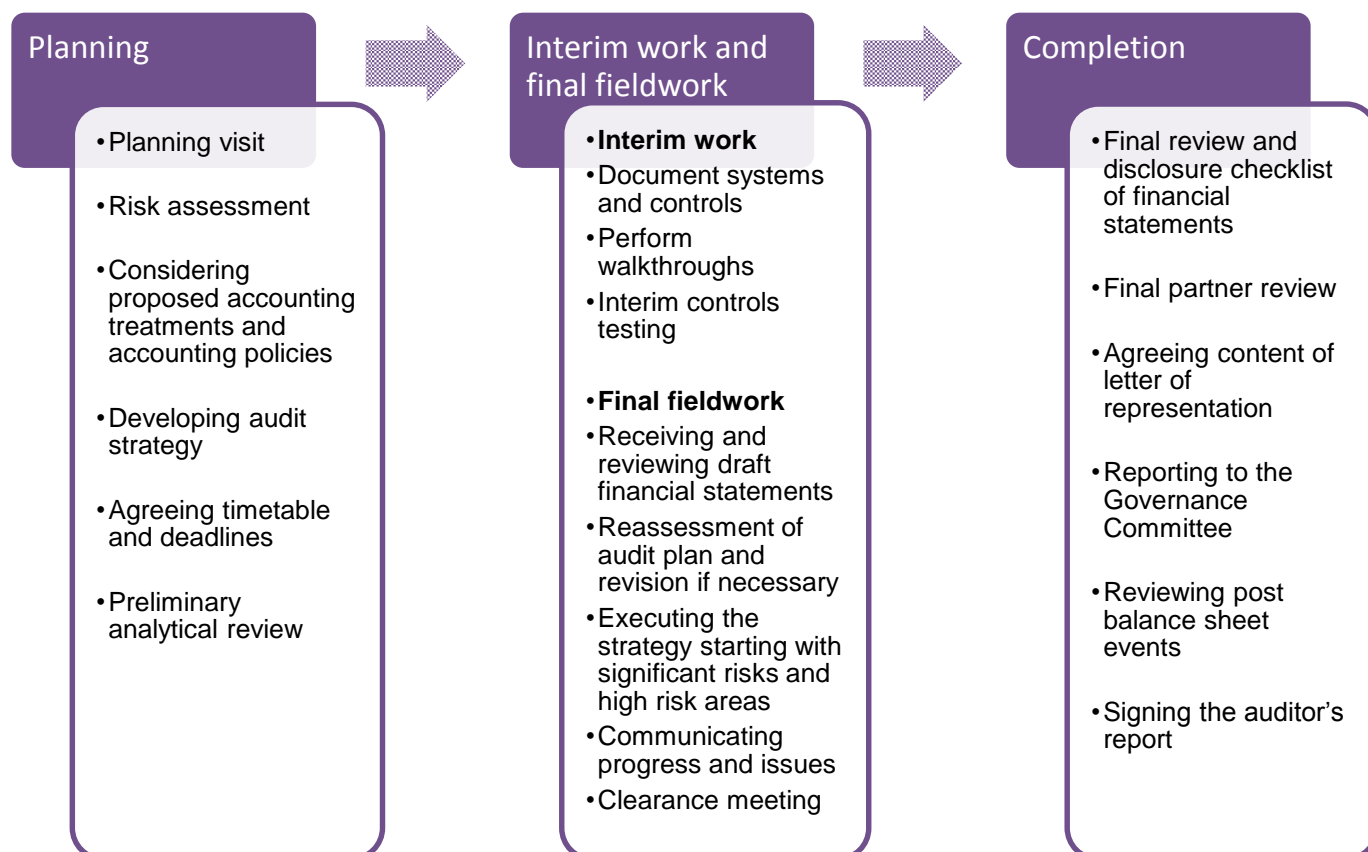 Planning
•Planning visit
•Risk assessment
•Considering
proposed accounting
treatments and
accounting policies
•Developing audit
strategy
•Agreeing timetable
and deadlines
•Preliminary
analytical review
Interim work and
final fieldwork
•Interim work
•Document systems
and controls
•Perform
walkthroughs
•Interim controls
testing
•Final fieldwork
•Receiving and
reviewing draft
financial statements
•Reassessment of
audit plan and
revision if necessary
•Executing the
strategy starting with
significant risks and
high risk areas
•Communicating
progress and issues
•Clearance meeting
Completion
•Final review and
disclosure checklist
of financial
statements
•Final partner review
•Agreeing content of
letter of
representation
•Reporting to the
Governance
Committee
•Reviewing post
balance sheet
events
•Signing the auditor’s
report